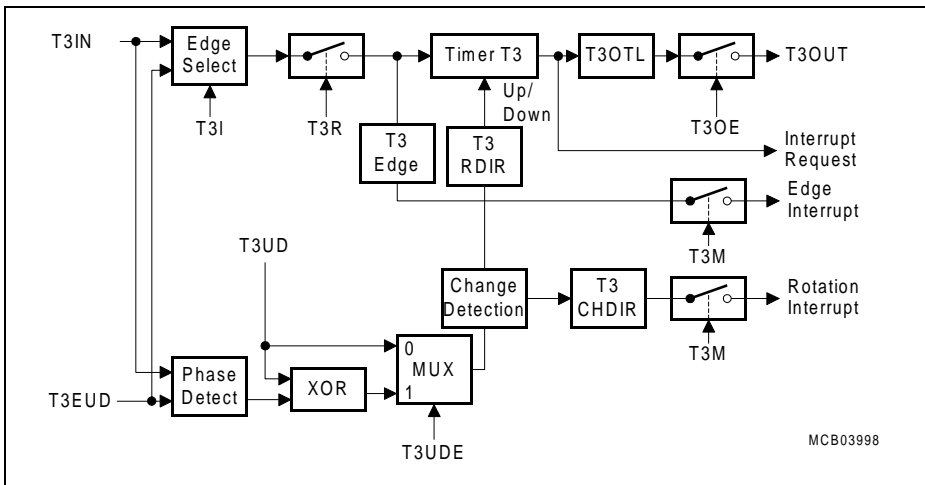 T3IN
Edge
Select
Timer T3
T3OTL
T3OUT
Up/
Down
T3I
T3R
T3OE
T3
Edge
T3
RDIR
Interrupt
Request
Edge
Interrupt
T3M
T3UD
Change
Detection
T3
CHDIR
Rotation
Interrupt
T3M
0
MUX
1
Phase
Detect
XOR
T3EUD
T3UDE
MCB03998